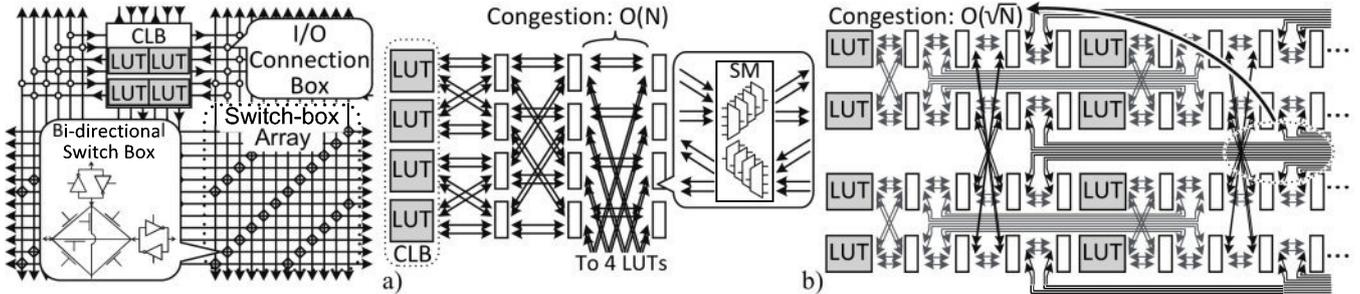 CLB
LUT LUT
LUT LUT
I/O
Connection
Box
Bi-directional
Switch Box
Switch-box
Array
a)
Congestion: O(N)
LUT
LUT
LUT
LUT
CLB
SM
To 4 LUTs
b)
Congestion: O(√N)
LUT
LUT
...
LUT
LUT
...
LUT
LUT
...
LUT
LUT
...